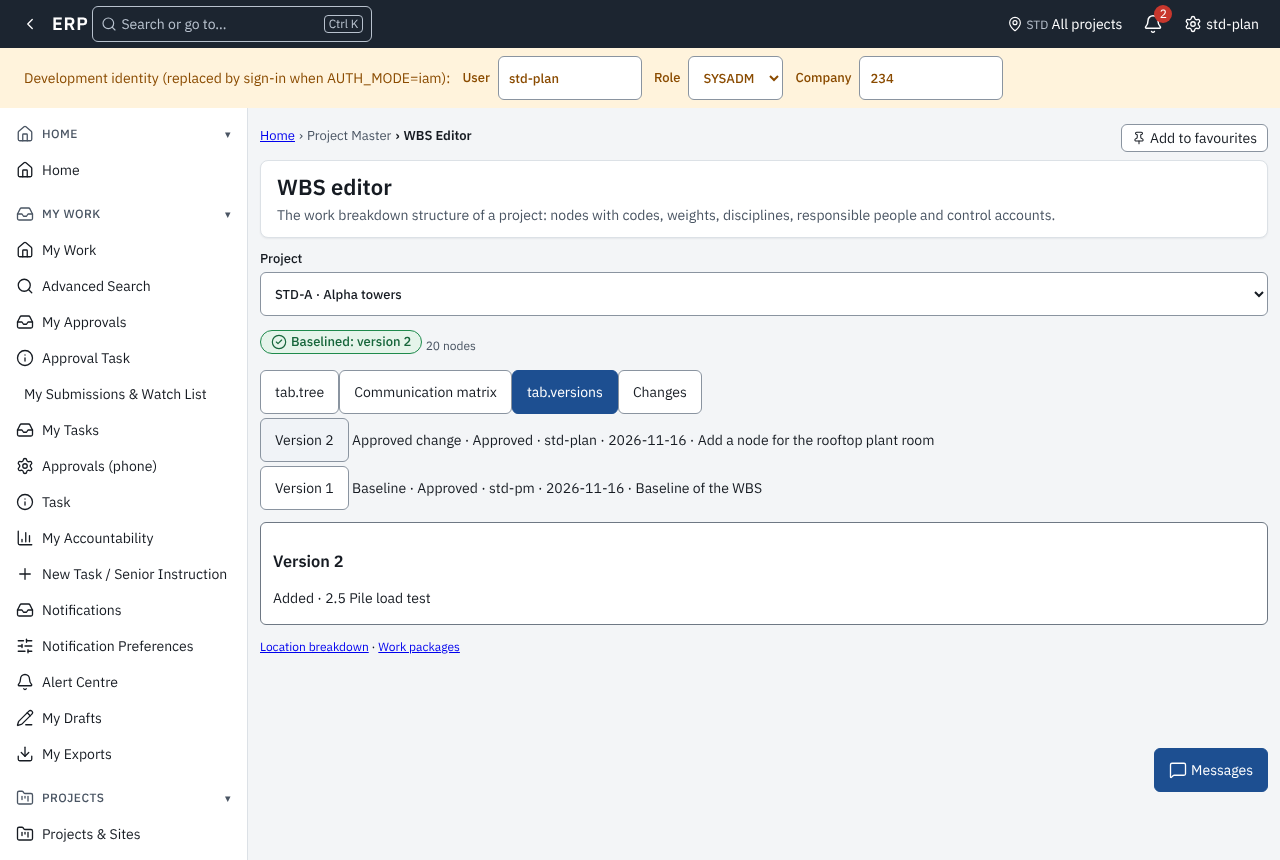 ERP
Search or go to...
Ctrl K
STD All projects
2
std-plan
Development identity (replaced by sign-in when AUTH_MODE=iam):
User
std-plan
Role
SYSADM
Company
234
HOME
Home
MY WORK
My Work
Advanced Search
My Approvals
Approval Task
My Submissions & Watch List
My Tasks
Approvals (phone)
Task
My Accountability
New Task / Senior Instruction
Notifications
Notification Preferences
Alert Centre
My Drafts
My Exports
PROJECTS
Projects & Sites
Home › Project Master › WBS Editor
Add to favourites
WBS editor
The work breakdown structure of a project: nodes with codes, weights, disciplines, responsible people and control accounts.
Project
STD-A · Alpha towers
Baselined: version 2
20 nodes
tab.tree
Communication matrix
tab.versions
Changes
Version 2 Approved change · Approved · std-plan · 2026-11-16 · Add a node for the rooftop plant room
Version 1 Baseline · Approved · std-pm · 2026-11-16 · Baseline of the WBS
Version 2
Added · 2.5 Pile load test
Location breakdown · Work packages
Messages